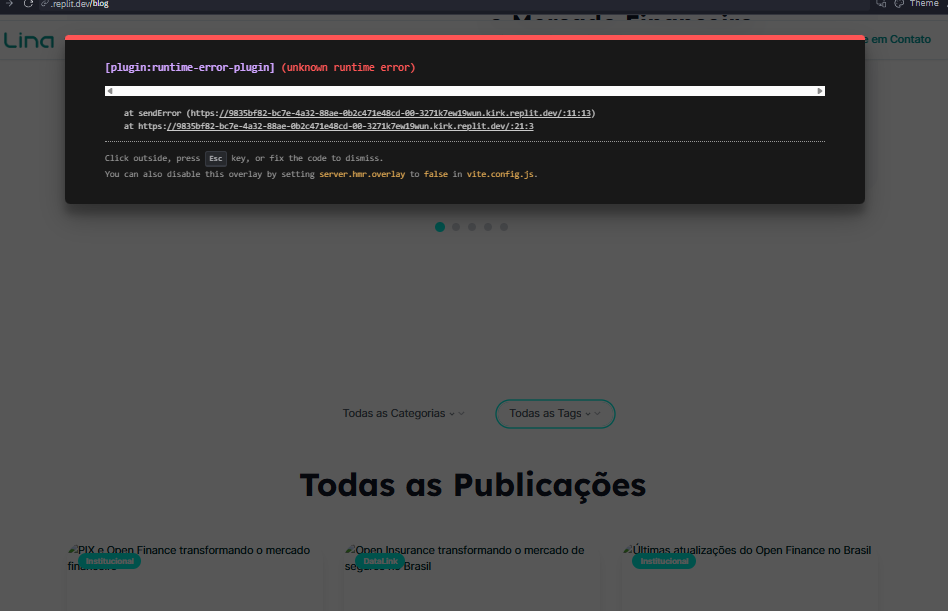 .replit.dev/blog
Theme
o Mercado Financeiro
Lina
e em Contato
[plugin:runtime-error-plugin] (unknown runtime error)
at sendError (https://9835bf82-bc7e-4a32-88ae-0b2c471e48cd-00-3271k7ew19wun.kirk.replit.dev/:11:13)
at https://9835bf82-bc7e-4a32-88ae-0b2c471e48cd-00-3271k7ew19wun.kirk.replit.dev/:21:3
Click outside, press Esc key, or fix the code to dismiss.
You can also disable this overlay by setting server.hmr.overlay to false in vite.config.js.
Todas as Categorias
Todas as Tags
Todas as Publicações
PIX e Open Finance transformando o mercado
financeiro
Institucional
Open Insurance transformando o mercado de
seguros no Brasil
DataLink
Últimas atualizações do Open Finance no Brasil
Institucional